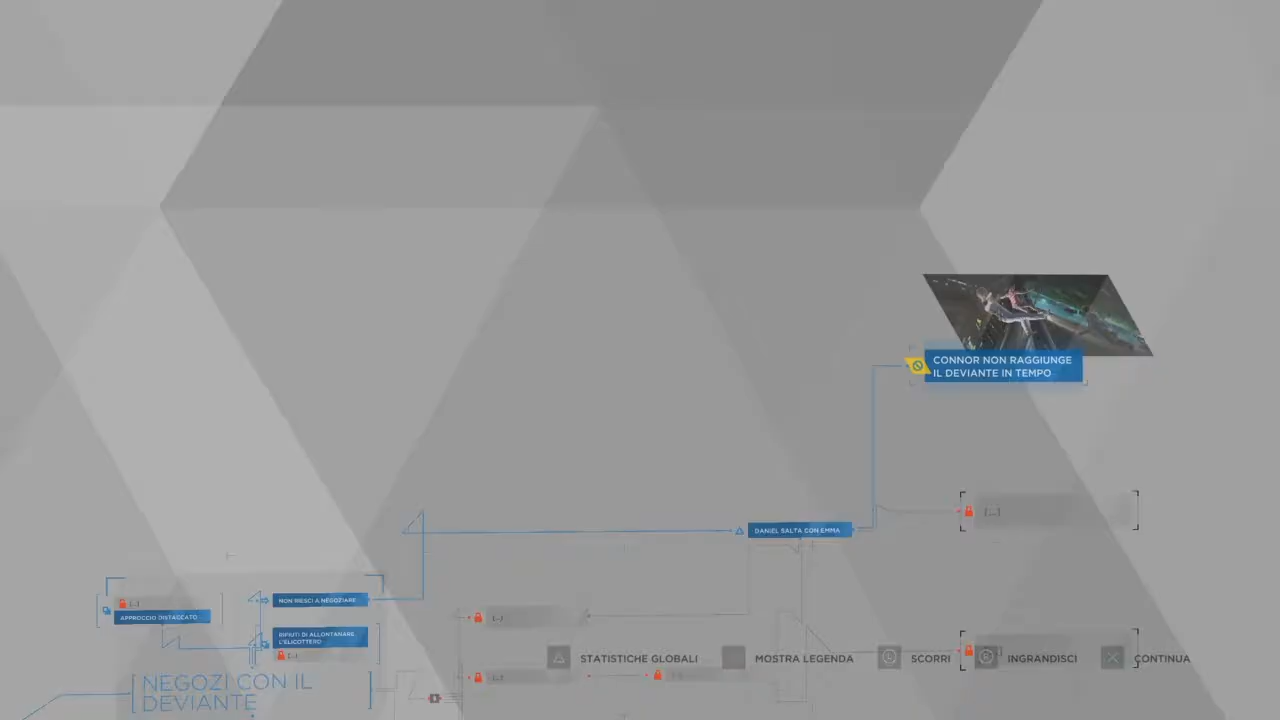 CONNOR NON RAGGIUNGE
IL DEVIANTE IN TEMPO
[...]
DANIEL SALTA CON EMMA
[...]
APPROCCIO DISTACCATO
NON RIESCI A NEGOZIARE
RIFIUTI DI ALLONTANARE
L'ELICOTTERO
[...]
[...]
STATISTICHE GLOBALI
MOSTRA LEGENDA
SCORRI
INGRANDISCI
CONTINUA
[...]
NEGOZI CON IL
DEVIANTE